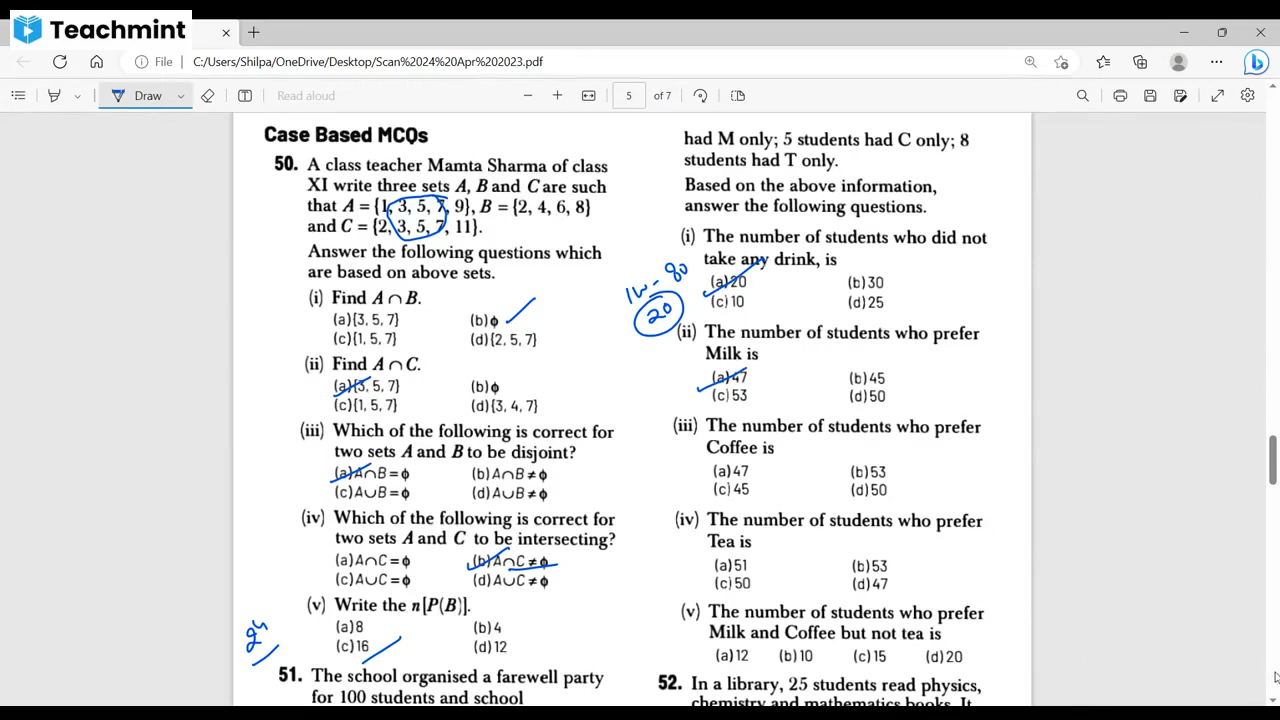 Teachmint
File
C:/Users/Shilpa/OneDrive/Desktop/Scan%2024%20Apr%202023.pdf
Draw
Read aloud
5 of 7
Case Based MCQs
50. A class teacher Mamta Sharma of class
XI write three sets A, B and C are such
that A = {1, 3, 5, 7, 9}, B = {2, 4, 6, 8}
and C = {2, 3, 5, 7, 11}.
Answer the following questions which
are based on above sets.
(i) Find A ∩ B.
(a) {3, 5, 7} (b) ϕ
(c) {1, 5, 7} (d) {2, 5, 7}
(ii) Find A ∩ C.
(a) {3, 5, 7} (b) ϕ
(c) {1, 5, 7} (d) {3, 4, 7}
(iii) Which of the following is correct for
two sets A and B to be disjoint?
(a) A∩B = ϕ (b) A∩B ≠ ϕ
(c) A∪B = ϕ (d) A∪B ≠ ϕ
(iv) Which of the following is correct for
two sets A and C to be intersecting?
(a) A∩C = ϕ (b) A∩C ≠ ϕ
(c) A∪C = ϕ (d) A∪C ≠ ϕ
(v) Write the n[P(B)].
(a) 8 (b) 4
(c) 16 (d) 12
2⁴
51. The school organised a farewell party
for 100 students and school
had M only; 5 students had C only; 8
students had T only.
Based on the above information,
answer the following questions.
(i) The number of students who did not
take any drink, is
(a) 20 (b) 30
(c) 10 (d) 25
100 - 80
20
(ii) The number of students who prefer
Milk is
(a) 47 (b) 45
(c) 53 (d) 50
(iii) The number of students who prefer
Coffee is
(a) 47 (b) 53
(c) 45 (d) 50
(iv) The number of students who prefer
Tea is
(a) 51 (b) 53
(c) 50 (d) 47
(v) The number of students who prefer
Milk and Coffee but not tea is
(a) 12 (b) 10 (c) 15 (d) 20
52. In a library, 25 students read physics,
chemistry and mathematics books. It